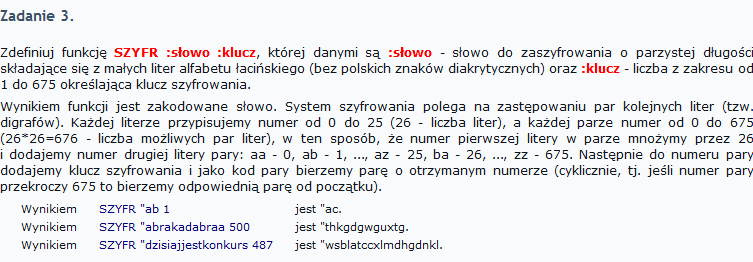 Zadanie 3.
Zdefiniuj funkcję SZYFR :słowo :klucz, której danymi są :słowo - słowo do zaszyfrowania o parzystej długości
składające się z małych liter alfabetu łacińskiego (bez polskich znaków diakrytycznych) oraz :klucz - liczba z zakresu od
1 do 675 określająca klucz szyfrowania.
Wynikiem funkcji jest zakodowane słowo. System szyfrowania polega na zastępowaniu par kolejnych liter (tzw.
digrafów). Każdej literze przypisujemy numer od 0 do 25 (26 - liczba liter), a każdej parze numer od 0 do 675
(26*26=676 - liczba możliwych par liter), w ten sposób, że numer pierwszej litery w parze mnożymy przez 26
i dodajemy numer drugiej litery pary: aa - 0, ab - 1, ..., az - 25, ba - 26, ..., zz - 675. Następnie do numeru pary
dodajemy klucz szyfrowania i jako kod pary bierzemy parę o otrzymanym numerze (cyklicznie, tj. jeśli numer pary
przekroczy 675 to bierzemy odpowiednią parę od początku).
Wynikiem SZYFR "ab 1 jest "ac.
Wynikiem SZYFR "abrakadabraa 500 jest "thkgdgwguxtg.
Wynikiem SZYFR "dzisiajjestkonkurs 487 jest "wsblatccxlmdhgdnkl.